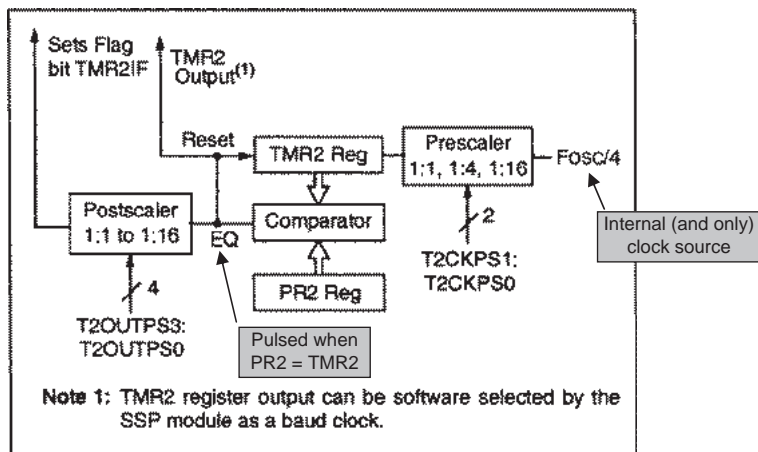 Sets Flag
bit TMR2IF
TMR2
Output(1)
Reset
TMR2 Reg
Prescaler
1:1, 1:4, 1:16
Fosc/4
Postscaler
1:1 to 1:16
EQ
Comparator
2
Internal (and only)
clock source
T2CKPS1:
T2CKPS0
4
PR2 Reg
T2OUTPS3:
T2OUTPS0
Pulsed when
PR2 = TMR2
Note 1: TMR2 register output can be software selected by the
SSP module as a baud clock.